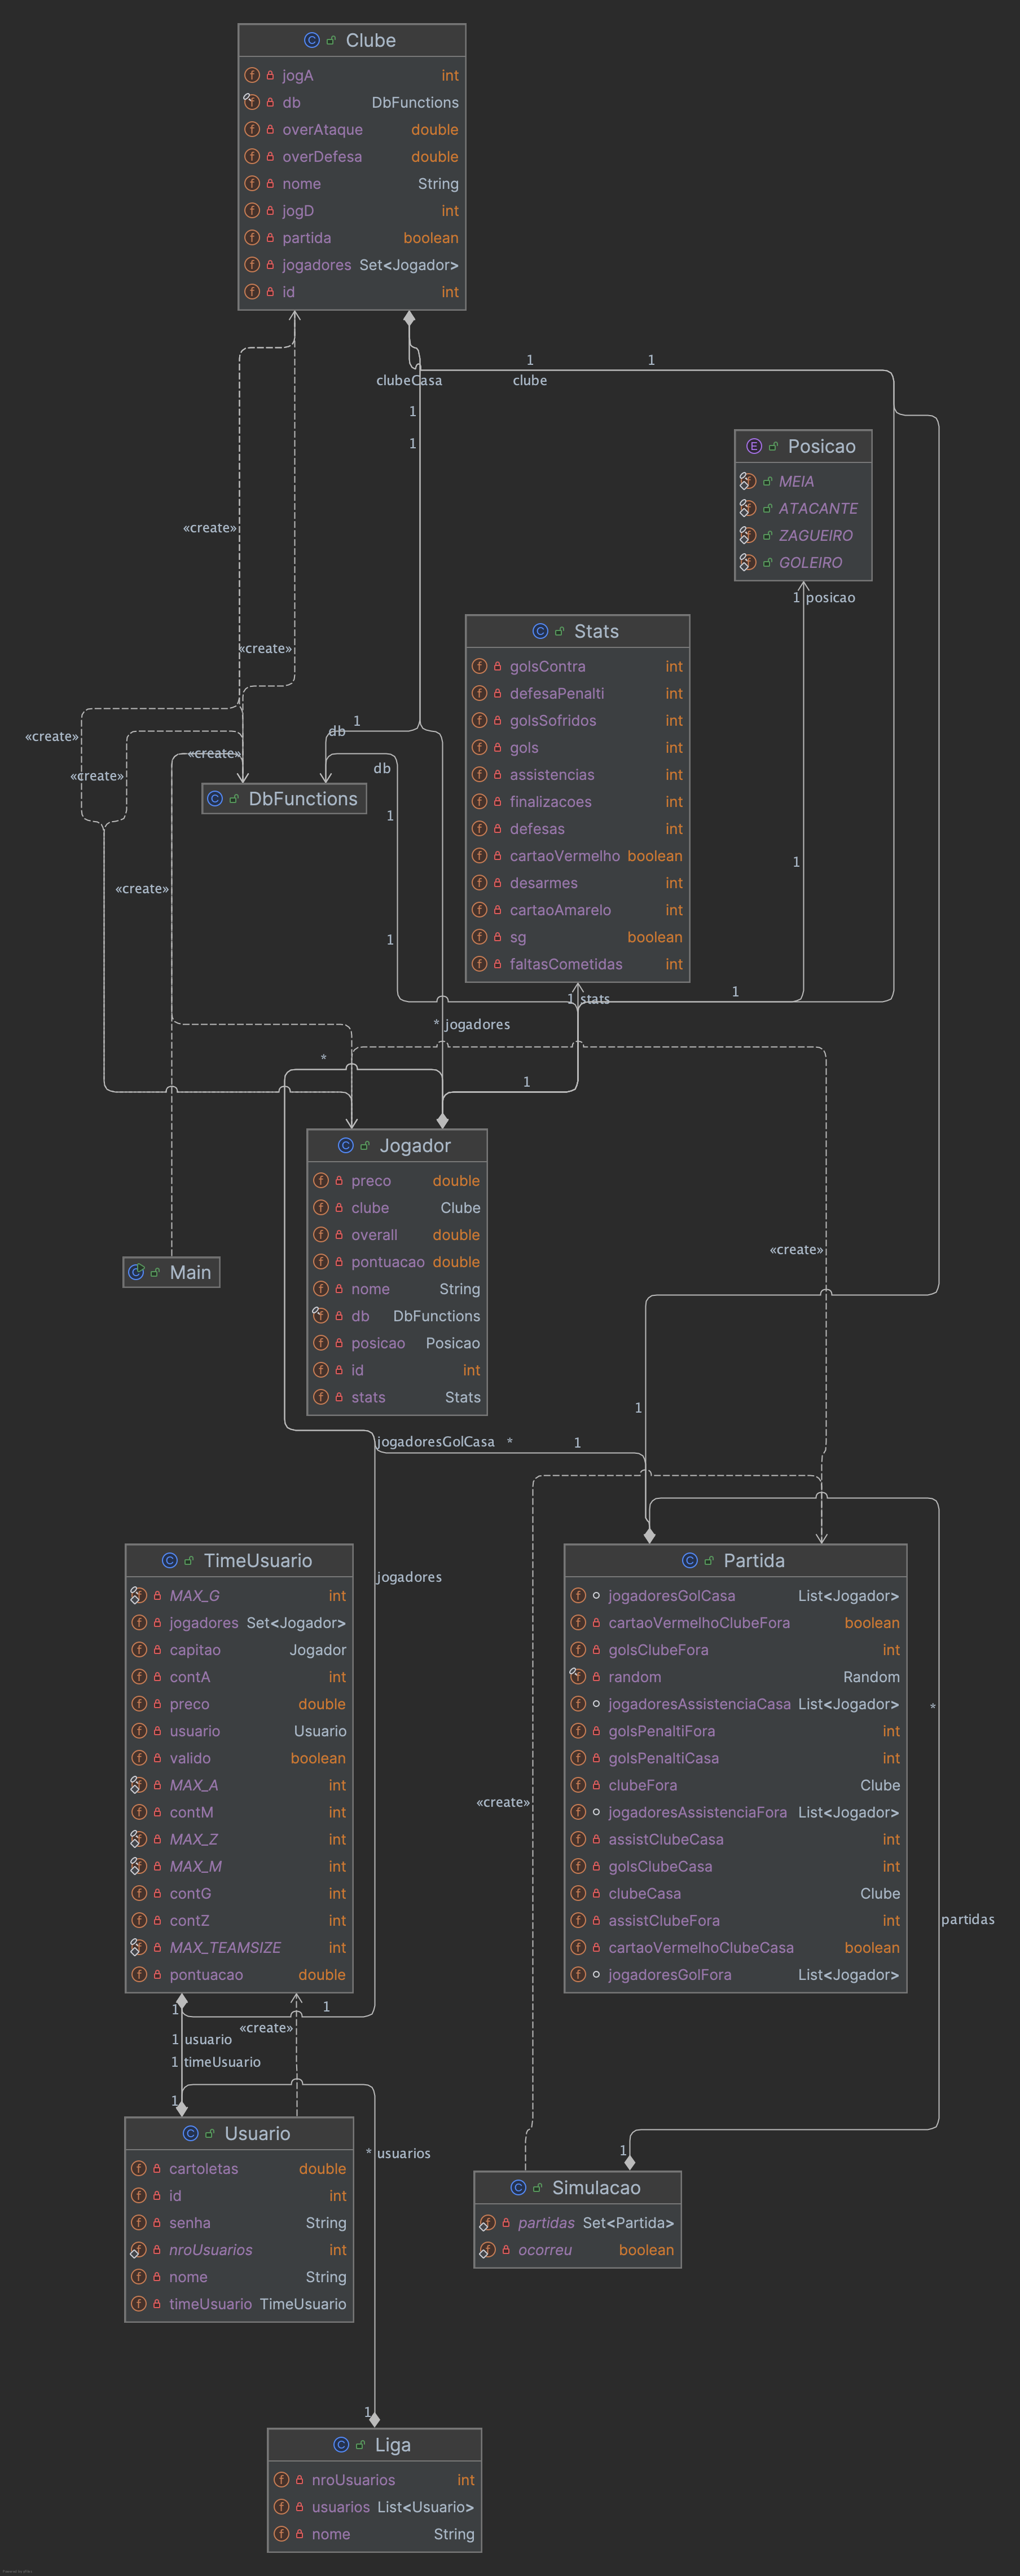 Clube
jogA int
db DbFunctions
overAtaque double
overDefesa double
nome String
jogD int
partida boolean
jogadores Set<Jogador>
id int
1 1
clubeCasa clube
1
1
Posicao
MEIA
ATACANTE
ZAGUEIRO
GOLEIRO
1 posicao
«create»
«create»
Stats
golsContra int
defesaPenalti int
golsSofridos int
gols int
assistencias int
finalizacoes int
defesas int
cartaoVermelho boolean
desarmes int
cartaoAmarelo int
sg boolean
faltasCometidas int
1 stats
«create»
1
db
«create»
db
«create»
DbFunctions
1
1
«create»
1
1
* jogadores
*
1
Jogador
preco double
clube Clube
overall double
pontuacao double
nome String
db DbFunctions
posicao Posicao
id int
stats Stats
«create»
Main
1
jogadoresGolCasa * 1
TimeUsuario
MAX_G int
jogadores Set<Jogador>
capitao Jogador
contA int
preco double
usuario Usuario
valido boolean
MAX_A int
contM int
MAX_Z int
MAX_M int
contG int
contZ int
MAX_TEAMSIZE int
pontuacao double
jogadores
Partida
jogadoresGolCasa List<Jogador>
cartaoVermelhoClubeFora boolean
golsClubeFora int
random Random
jogadoresAssistenciaCasa List<Jogador>
golsPenaltiFora int
golsPenaltiCasa int
clubeFora Clube
jogadoresAssistenciaFora List<Jogador>
assistClubeCasa int
golsClubeCasa int
clubeCasa Clube
assistClubeFora int
cartaoVermelhoClubeCasa boolean
jogadoresGolFora List<Jogador>
*
«create»
partidas
1 1
«create»
1 usuario
1 timeUsuario
1
Usuario
cartoletas double
id int
senha String
nroUsuarios int
nome String
timeUsuario TimeUsuario
* usuarios
1
Simulacao
partidas Set<Partida>
ocorreu boolean
1
Liga
nroUsuarios int
usuarios List<Usuario>
nome String